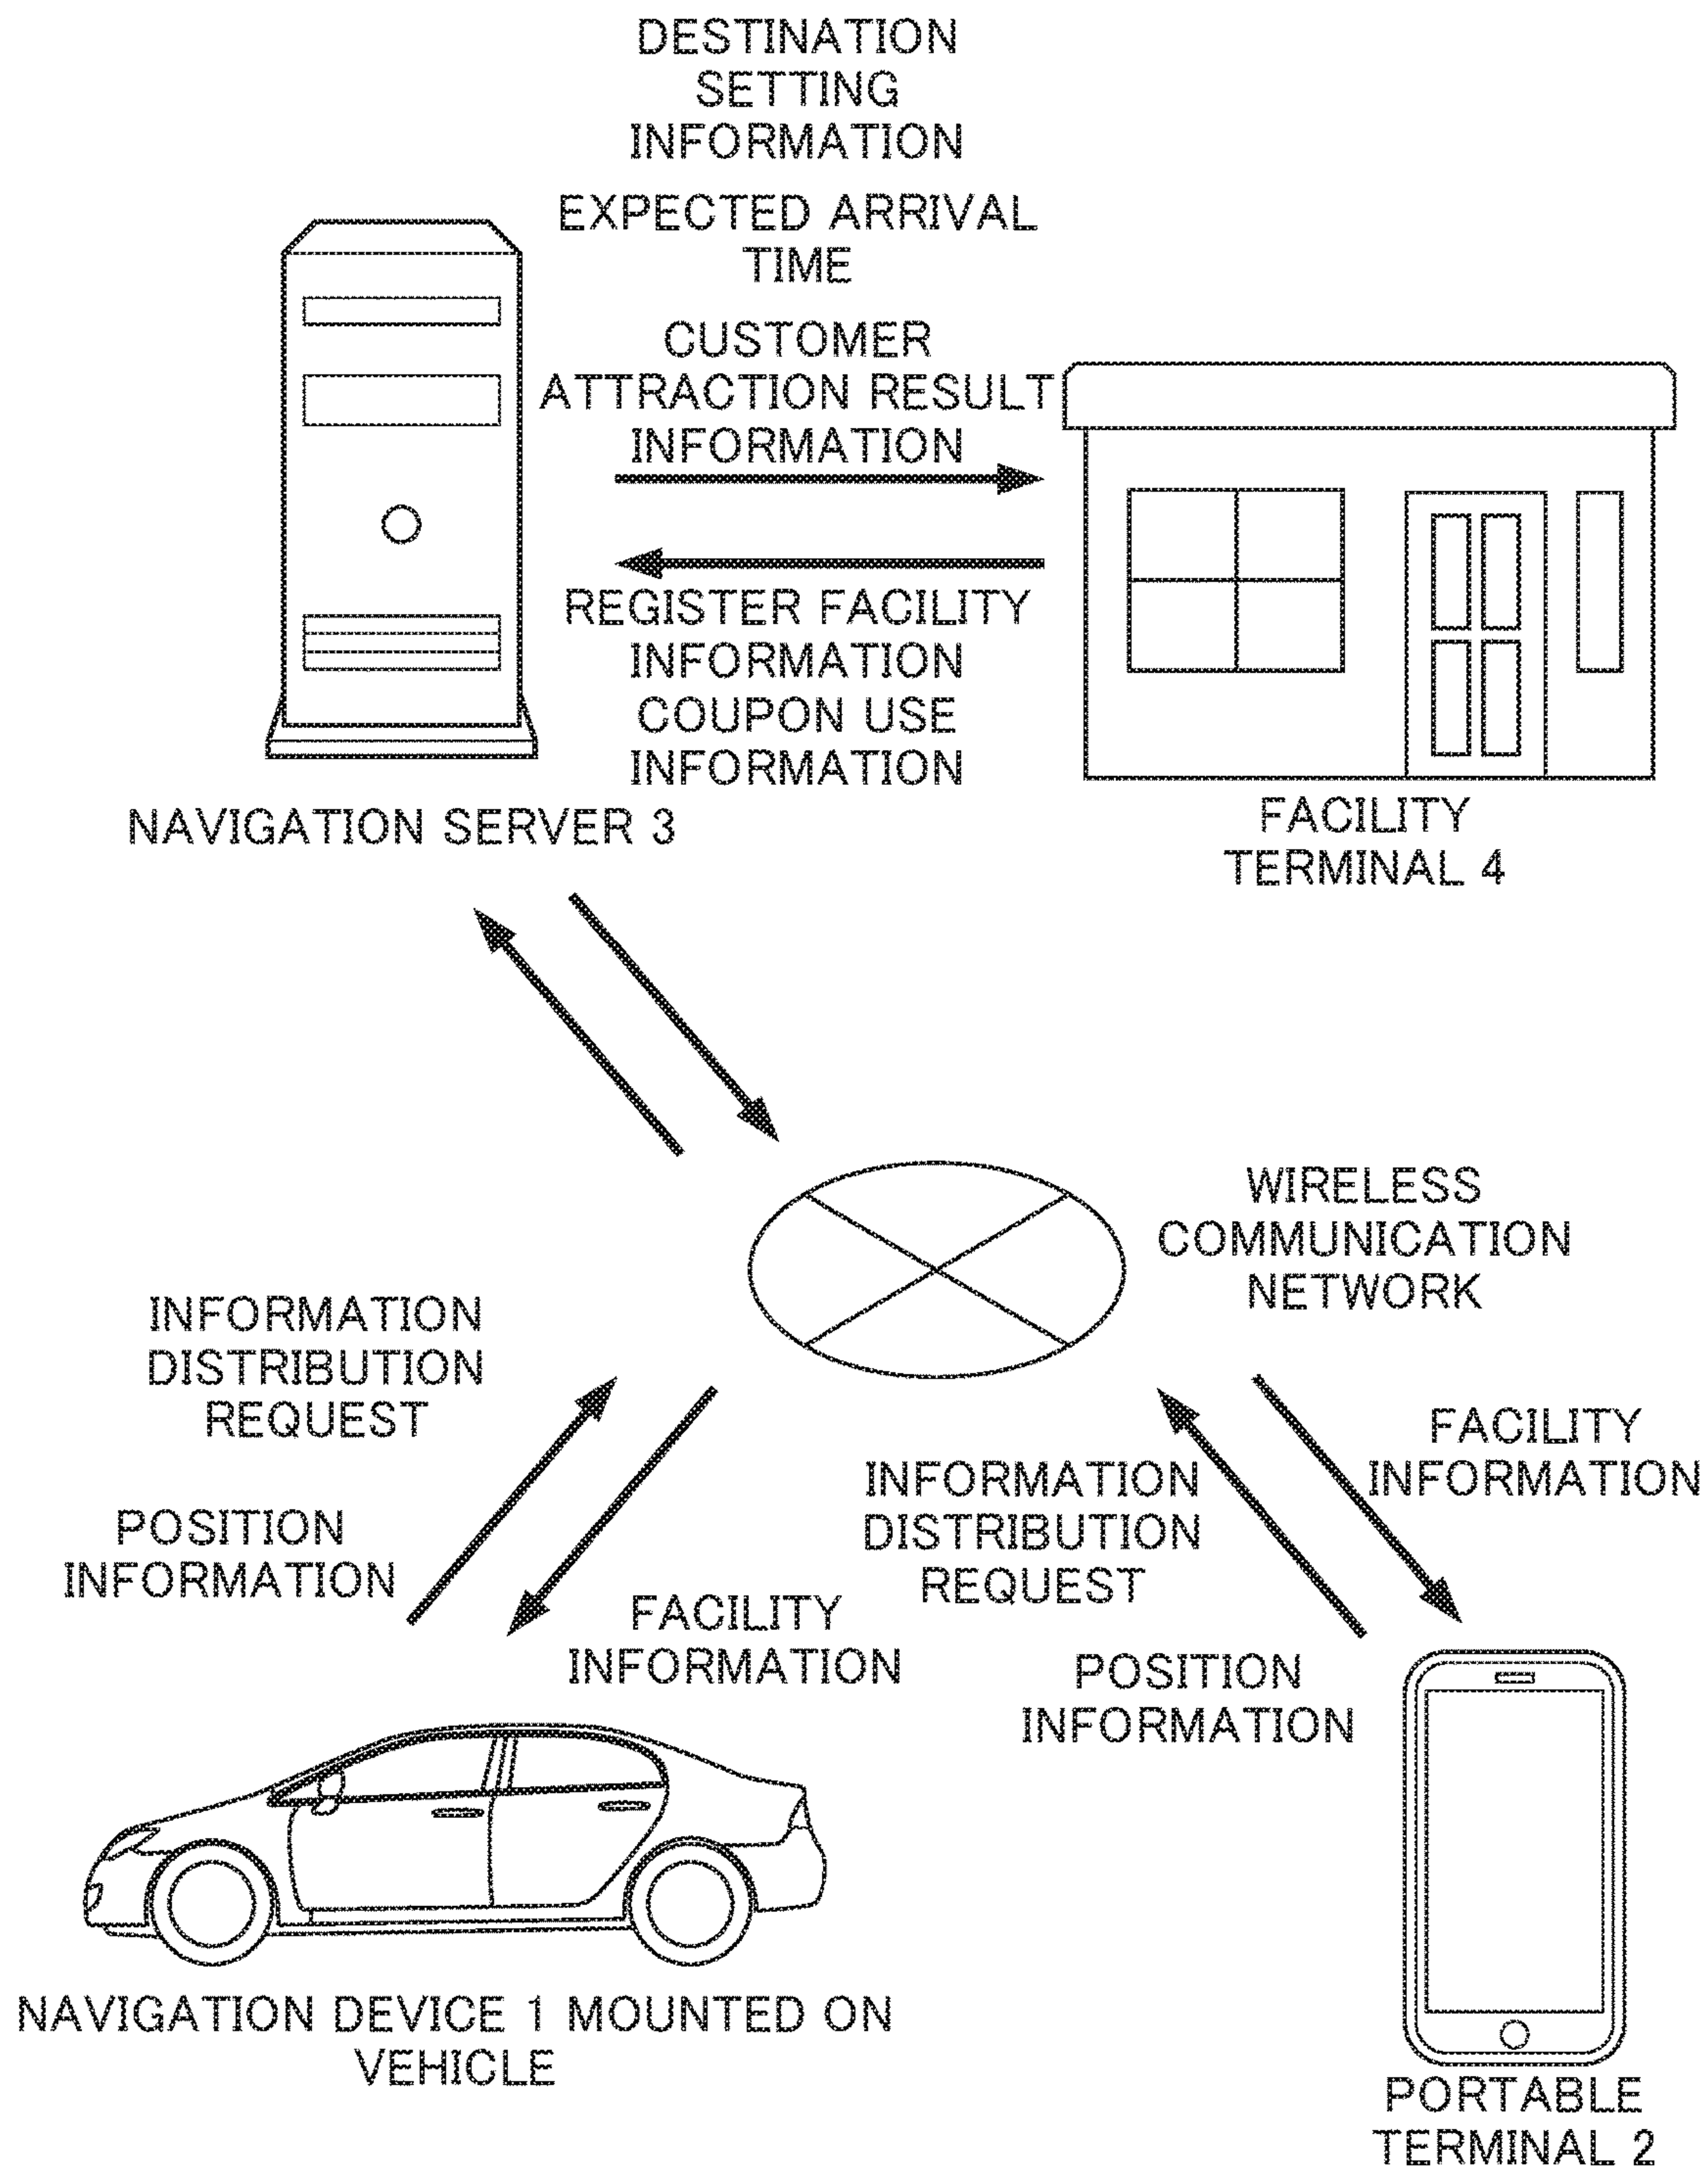 DESTINATION
SETTING
INFORMATION
EXPECTED ARRIVAL
TIME
CUSTOMER
ATTRACTION RESULT
INFORMATION
REGISTER FACILITY
INFORMATION
COUPON USE
INFORMATION
NAVIGATION SERVER 3
FACILITY
TERMINAL 4
WIRELESS
COMMUNICATION
NETWORK
INFORMATION
DISTRIBUTION
REQUEST
POSITION
INFORMATION
FACILITY
INFORMATION
INFORMATION
DISTRIBUTION
REQUEST
POSITION
INFORMATION
FACILITY
INFORMATION
NAVIGATION DEVICE 1 MOUNTED ON
VEHICLE
PORTABLE
TERMINAL 2